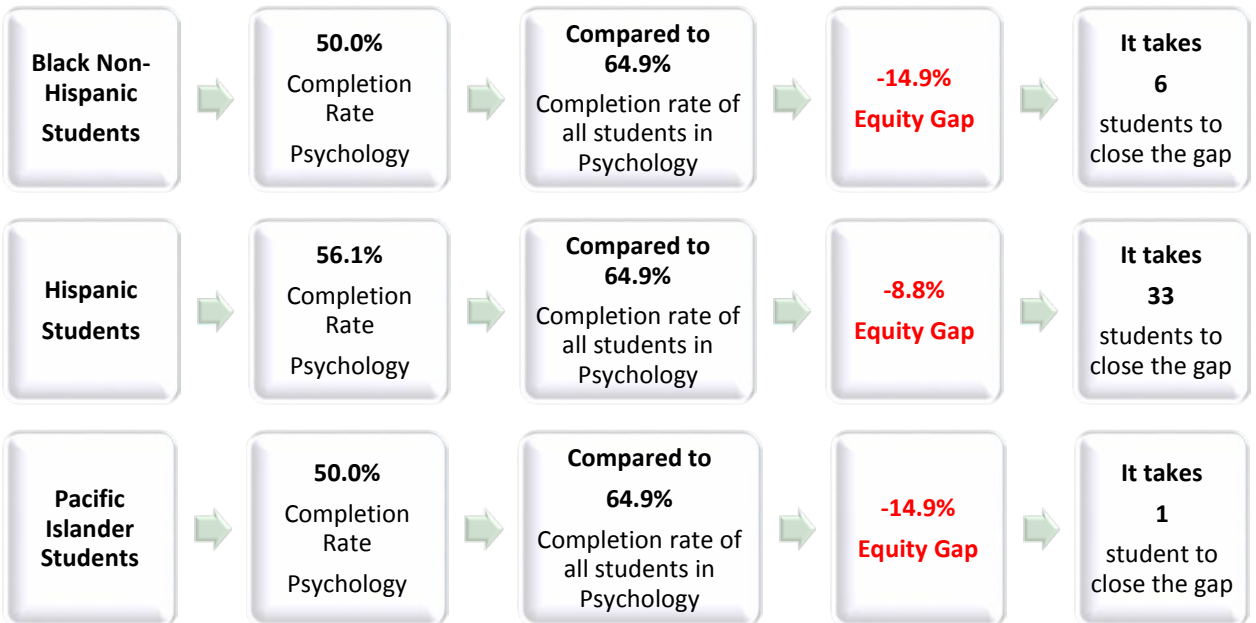 Black Non-
Hispanic
Students
50.0%
Completion
Rate
Psychology
Compared to
64.9%
Completion rate of
all students in
Psychology
-14.9%
Equity Gap
It takes
6
students to
close the gap
Hispanic
Students
56.1%
Completion
Rate
Psychology
Compared to
64.9%
Completion rate of
all students in
Psychology
-8.8%
Equity Gap
It takes
33
students to
close the gap
Pacific
Islander
Students
50.0%
Completion
Rate
Psychology
Compared to
64.9%
Completion rate of
all students in
Psychology
-14.9%
Equity Gap
It takes
1
student to
close the gap